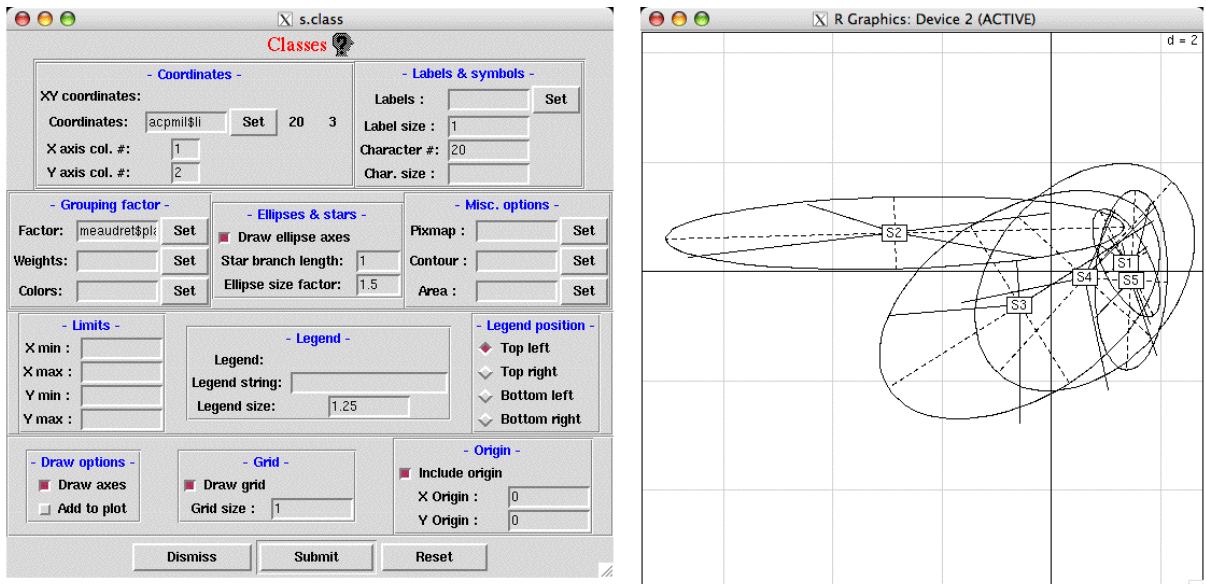 s.class
Classes
- Coordinates -
XY coordinates:
Coordinates: acpmil$li Set 20 3
X axis col. #: 1
Y axis col. #: 2
- Labels & symbols -
Labels : Set
Label size : 1
Character #: 20
Char. size :
- Grouping factor -
Factor: meaudret$pla Set
Weights: Set
Colors: Set
- Ellipses & stars -
Draw ellipse axes
Star branch length: 1
Ellipse size factor: 1.5
- Misc. options -
Pixmap : Set
Contour : Set
Area : Set
- Limits -
X min :
X max :
Y min :
Y max :
- Legend -
Legend:
Legend string:
Legend size: 1.25
- Legend position -
Top left
Top right
Bottom left
Bottom right
- Draw options -
Draw axes
Add to plot
- Grid -
Draw grid
Grid size : 1
- Origin -
Include origin
X Origin : 0
Y Origin : 0
Dismiss Submit Reset
R Graphics: Device 2 (ACTIVE)
d = 2
S2
S1
S4
S5
S3